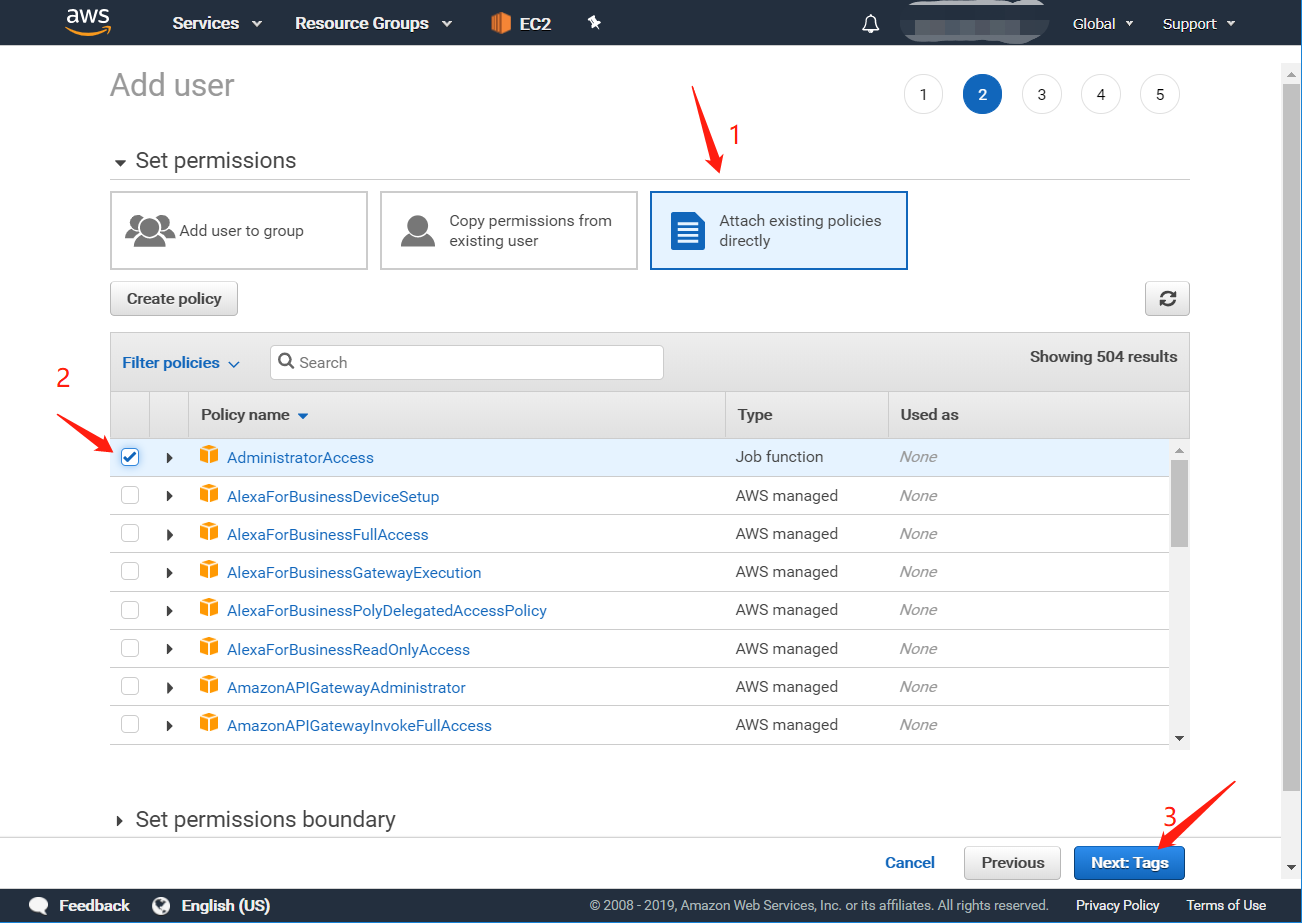 aws Services Resource Groups EC2 Global Support
Add user
1 2 3 4 5
1
Set permissions
Add user to group
Copy permissions from
existing user
Attach existing policies
directly
Create policy
Filter policies Search Showing 504 results
2
Policy name Type Used as
AdministratorAccess Job function None
AlexaForBusinessDeviceSetup AWS managed None
AlexaForBusinessFullAccess AWS managed None
AlexaForBusinessGatewayExecution AWS managed None
AlexaForBusinessPolyDelegatedAccessPolicy AWS managed None
AlexaForBusinessReadOnlyAccess AWS managed None
AmazonAPIGatewayAdministrator AWS managed None
AmazonAPIGatewayInvokeFullAccess AWS managed None
Set permissions boundary
3
Cancel Previous Next: Tags
Feedback English (US) © 2008 - 2019, Amazon Web Services, Inc. or its affiliates. All rights reserved. Privacy Policy Terms of Use